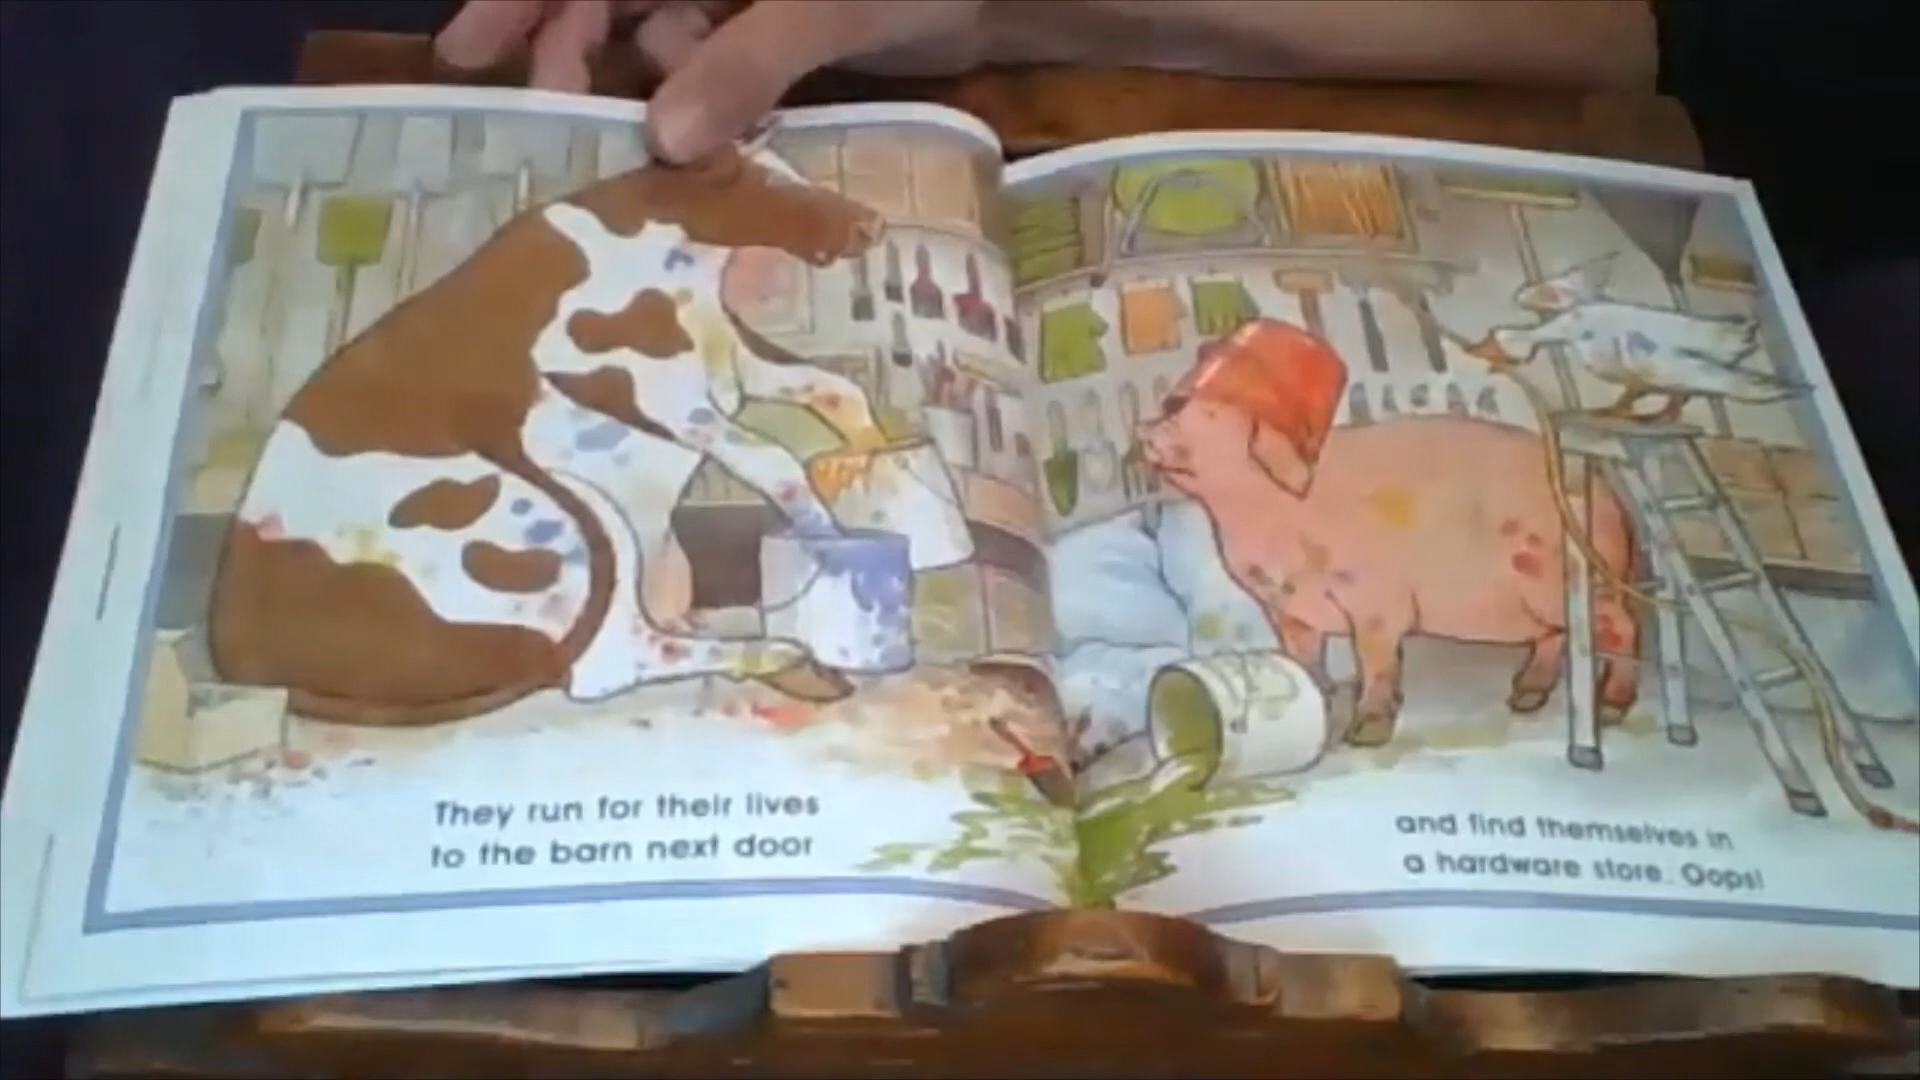 They run for their lives
to the barn next door
and find themselves in
a hardware store. Oops!